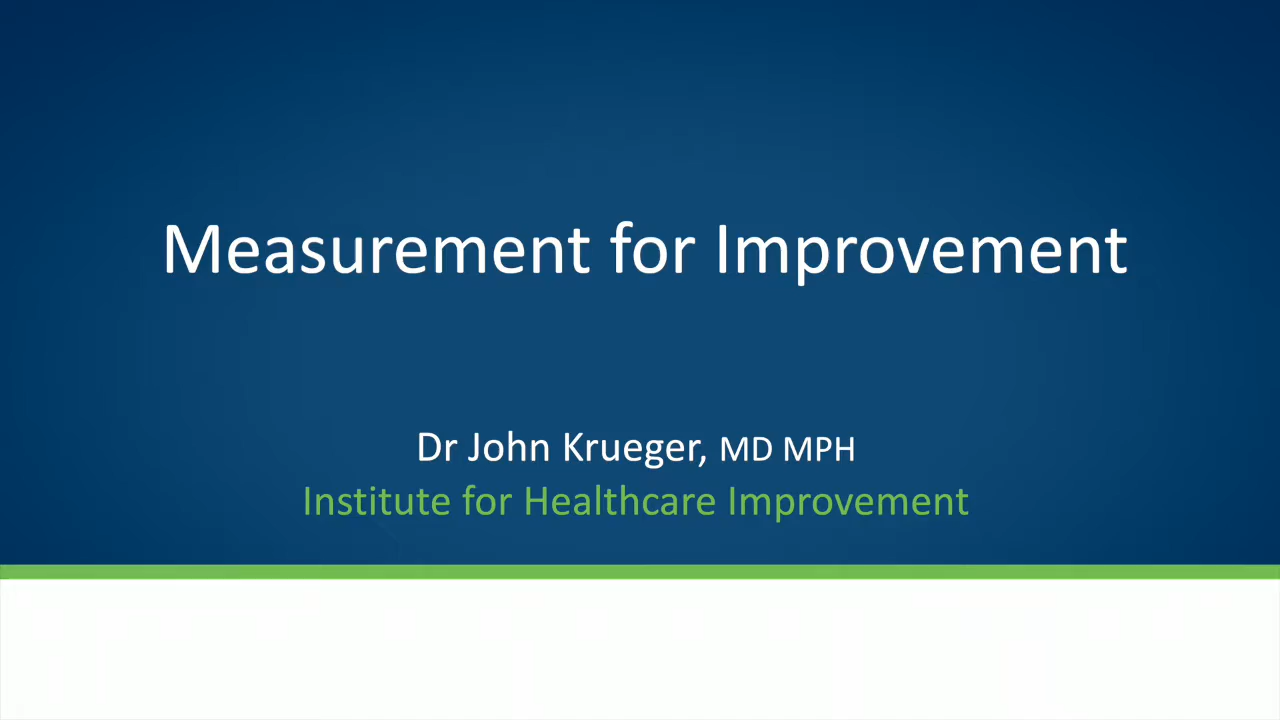 Measurement for Improvement
Dr John Krueger, MD MPH
Institute for Healthcare Improvement